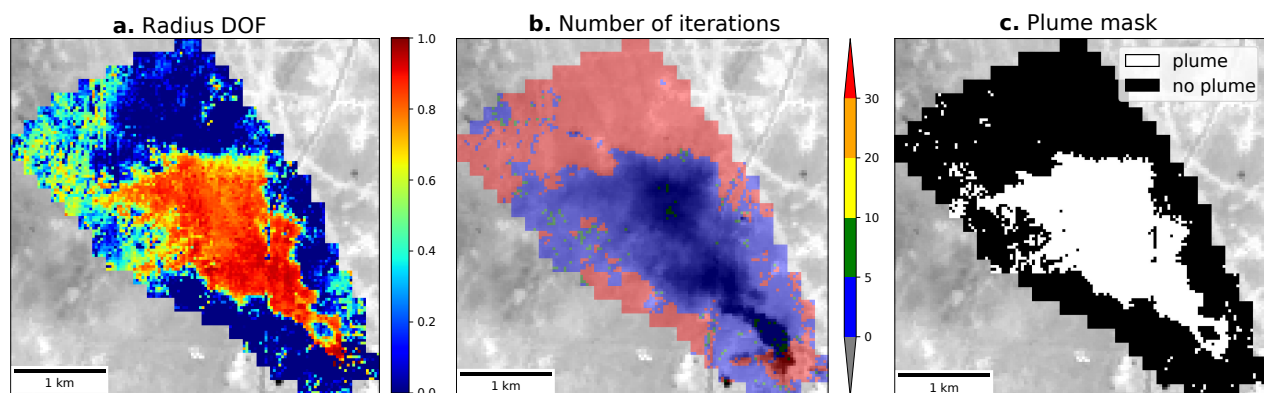 a. Radius DOF
1.0
0.8
0.6
0.4
0.2
0.0
1 km
b. Number of iterations
30
20
10
5
0
1 km
c. Plume mask
plume
no plume
1 km